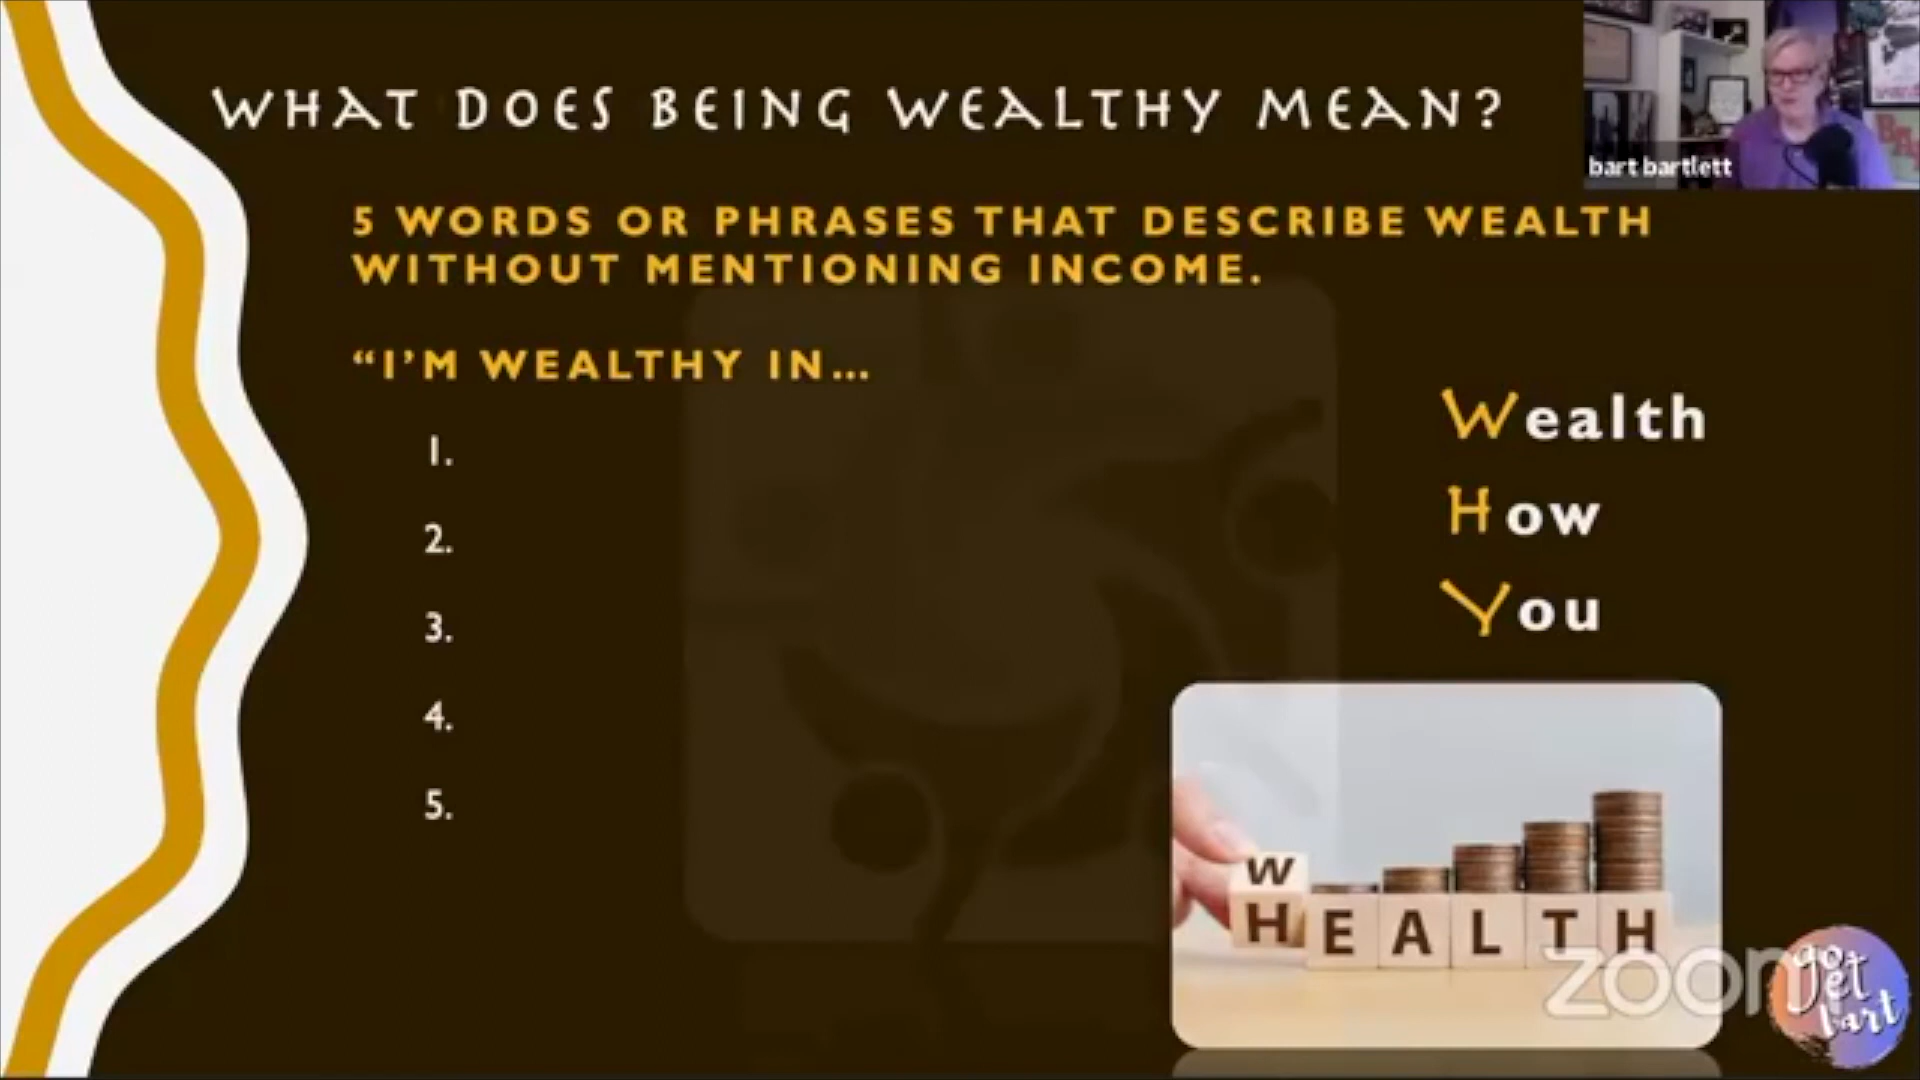 WHAT DOES BEING WEALTHY MEAN?
bart bartlett
5 WORDS OR PHRASES THAT DESCRIBE WEALTH
WITHOUT MENTIONING INCOME.
“I’M WEALTHY IN...
1.
2.
3.
4.
5.
Wealth
How
You
W
HEALTH
zoom
go
get
bart